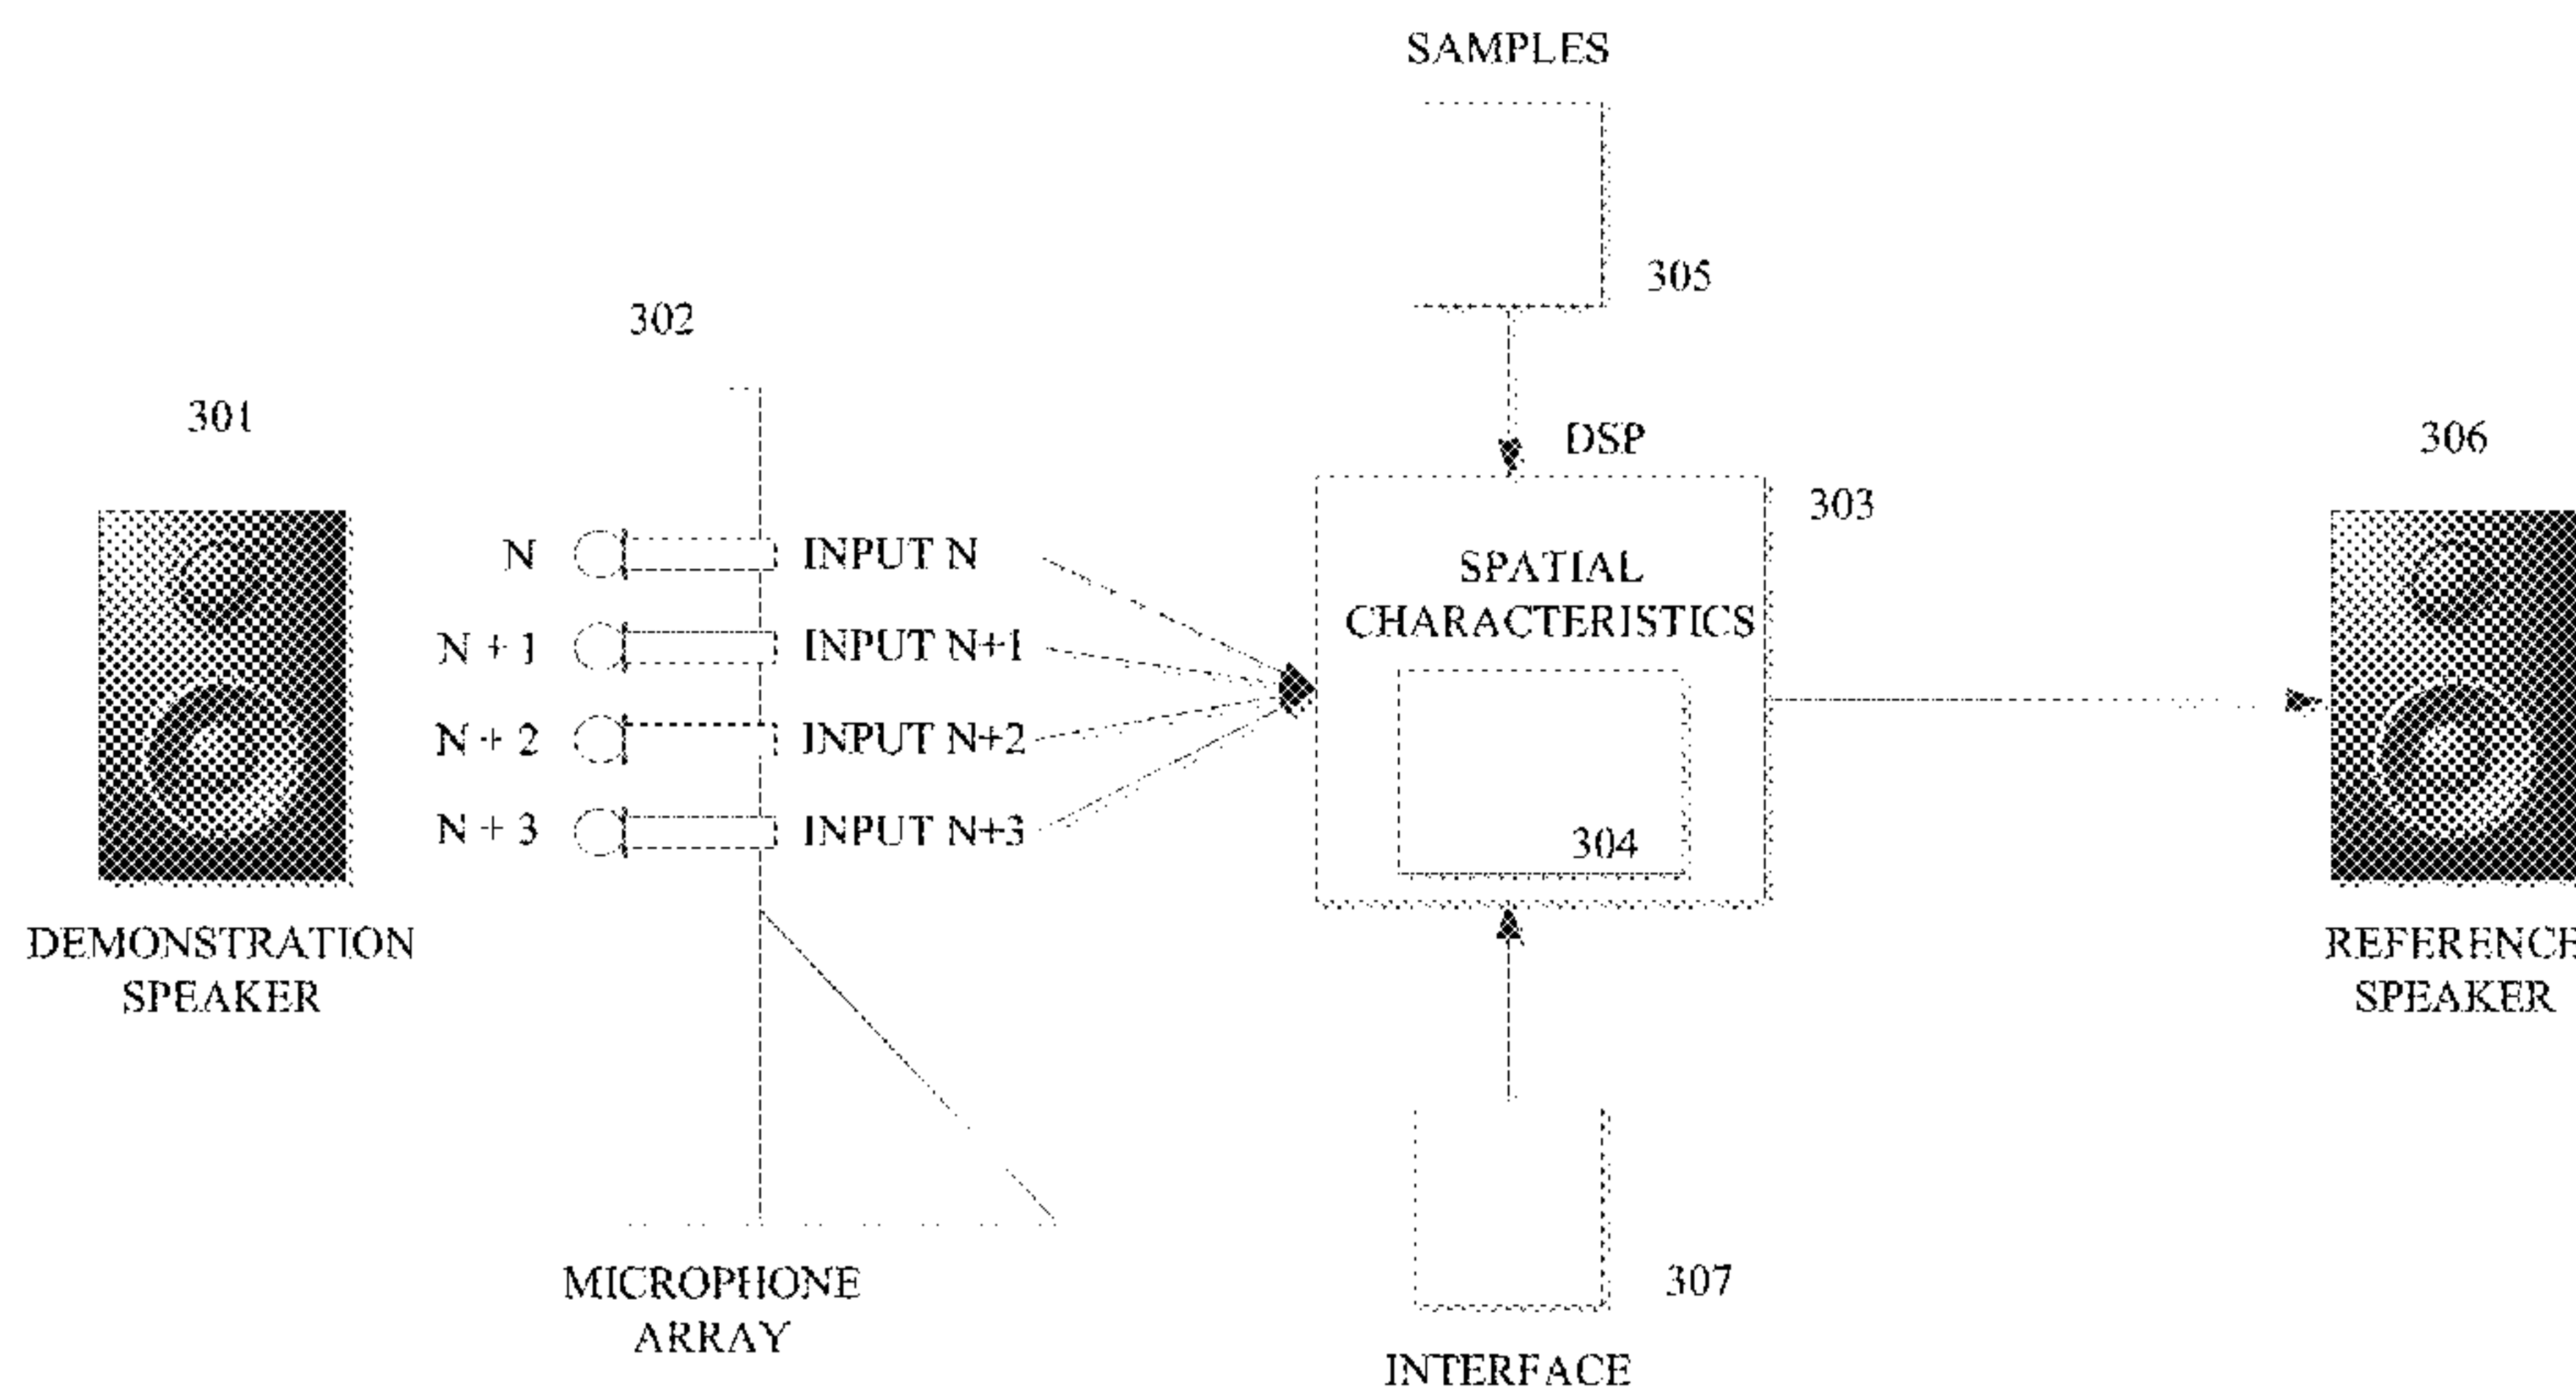 SAMPLES
305
302
301
DSP
306
303
N
INPUT N
SPATIAL
CHARACTERISTICS
N + 1
INPUT N+1
N + 2
INPUT N+2
N + 3
INPUT N+3
304
DEMONSTRATION
SPEAKER
REFERENCE
SPEAKER
MICROPHONE
ARRAY
307
INTERFACE